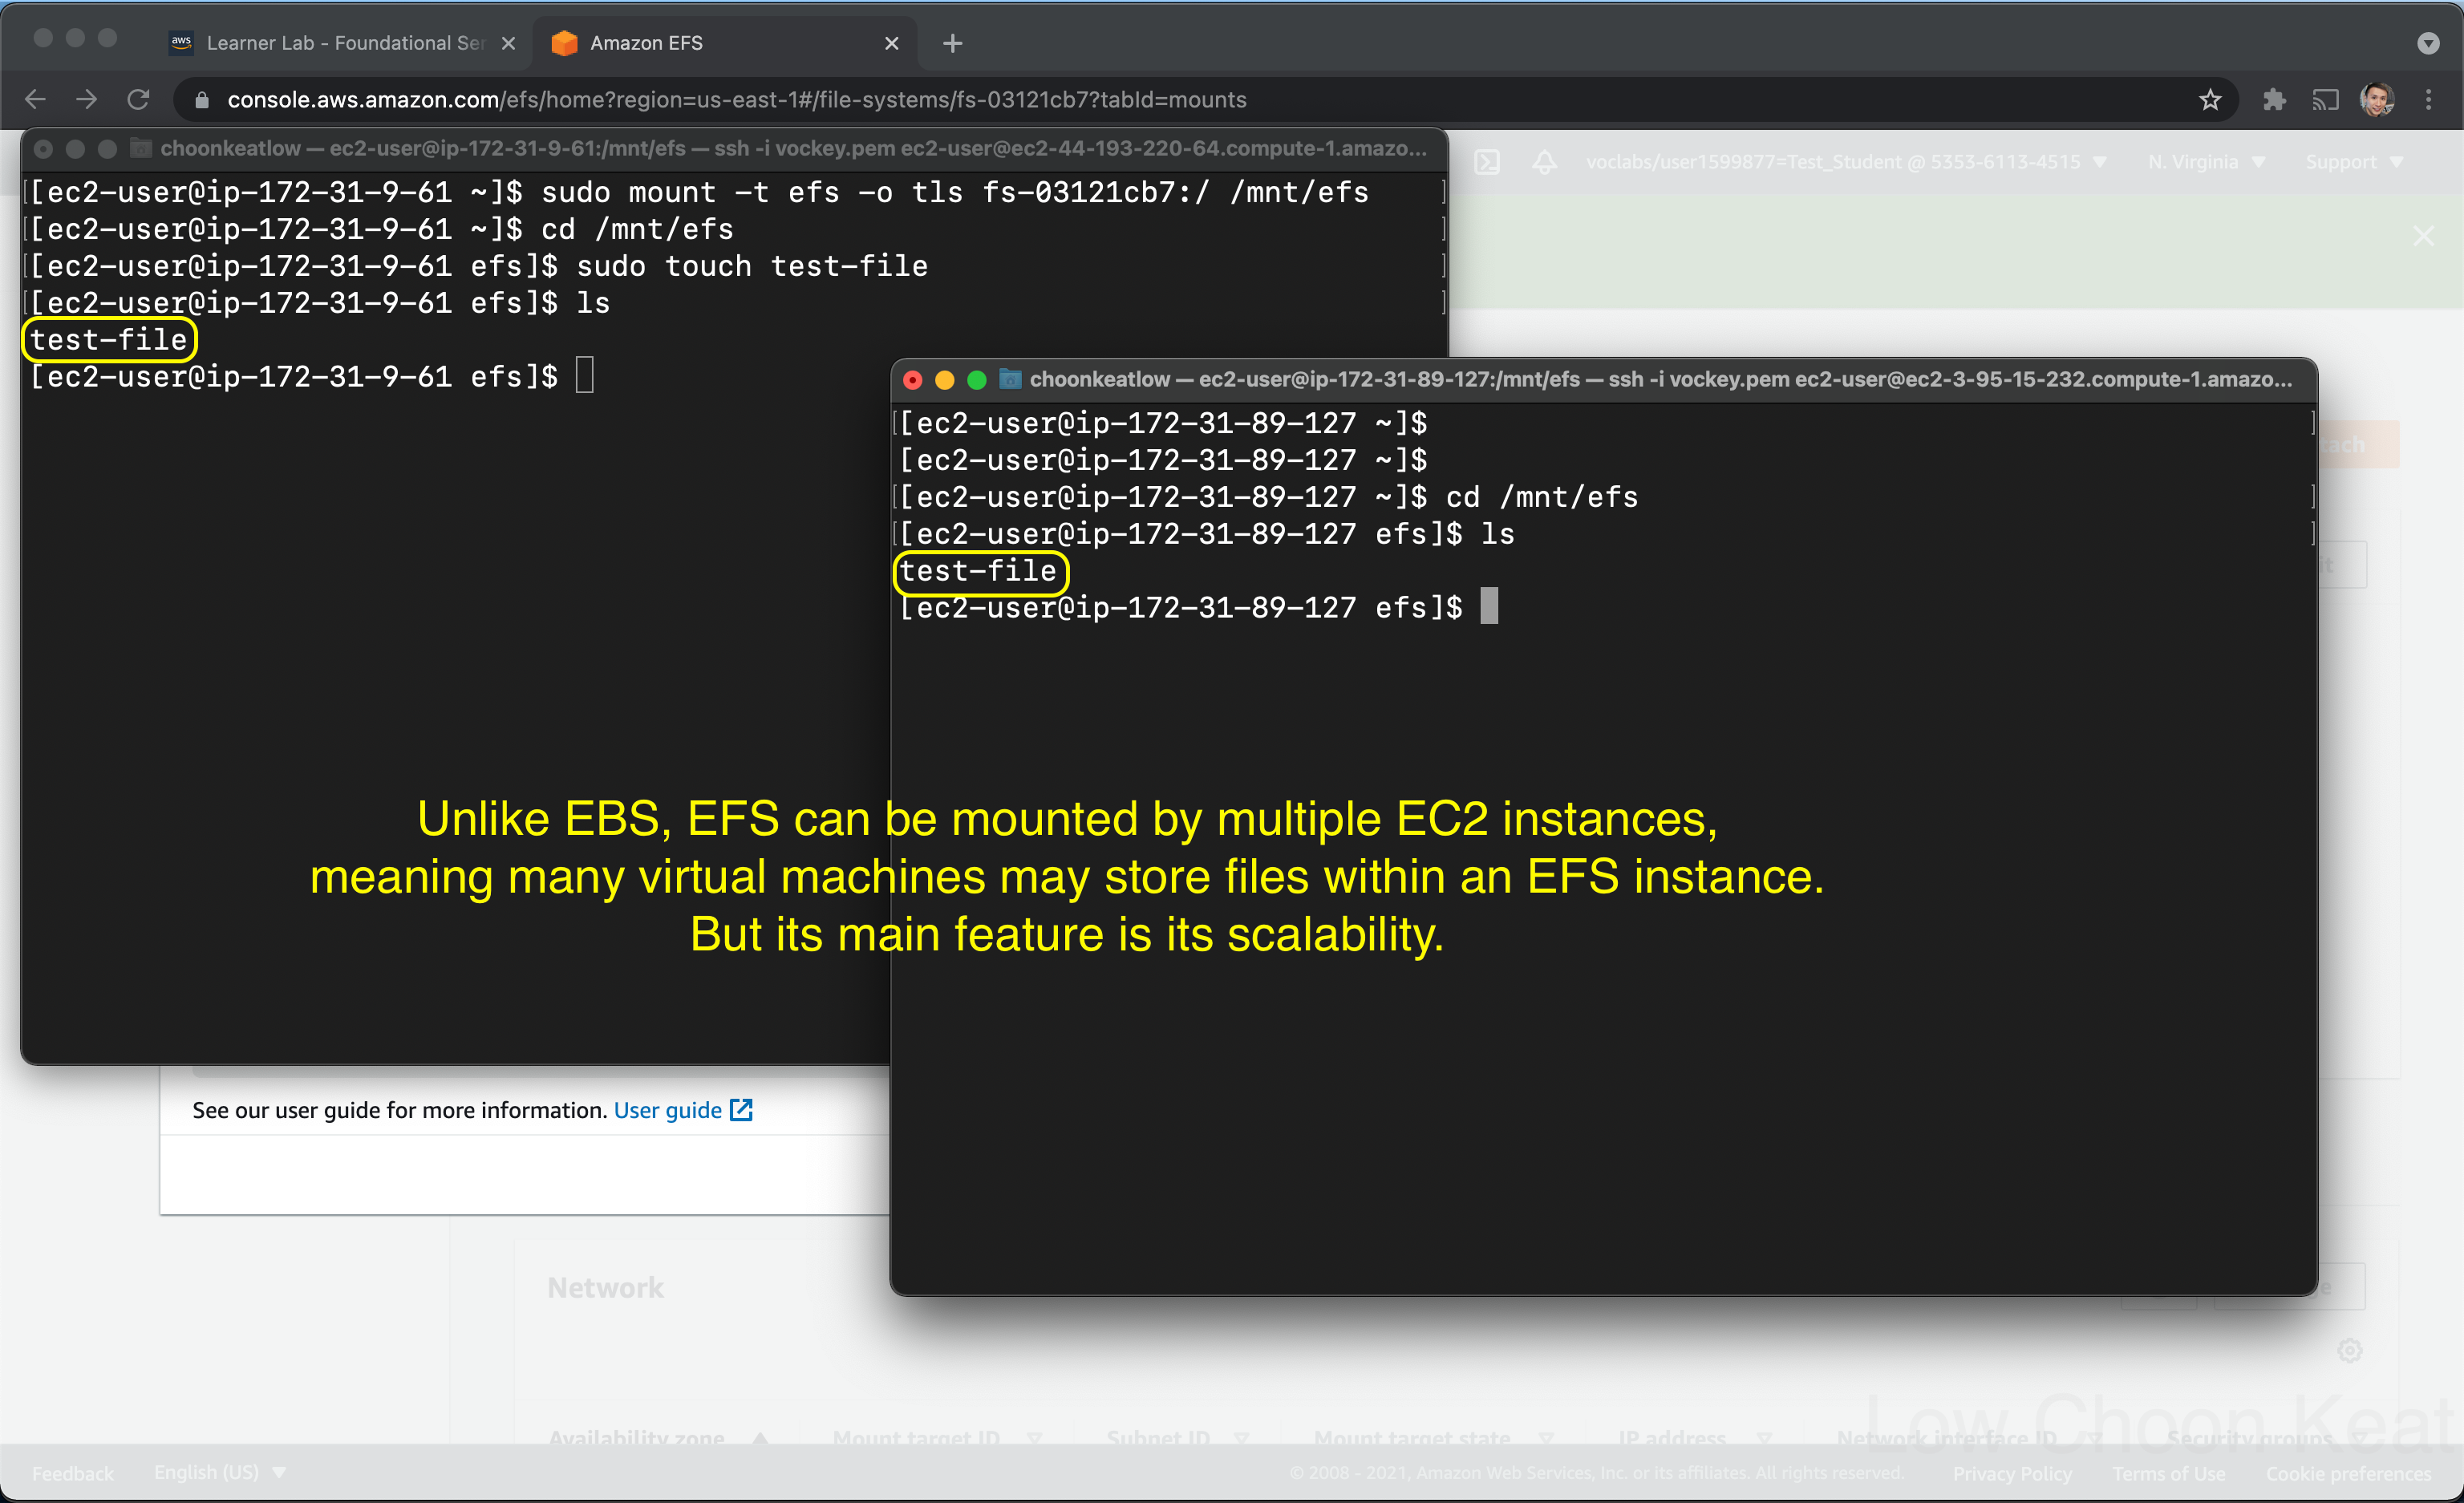 Learner Lab - Foundational Ser
Amazon EFS
console.aws.amazon.com/efs/home?region=us-east-1#/file-systems/fs-03121cb7?tabId=mounts
choonkeatlow — ec2-user@ip-172-31-9-61:/mnt/efs — ssh -i vockey.pem ec2-user@ec2-44-193-220-64.compute-1.amazo...
voclabs/user1599877=Test_Student @ 5353-6113-4515
N. Virginia
Support
[[ec2-user@ip-172-31-9-61 ~]$ sudo mount -t efs -o tls fs-03121cb7:/ /mnt/efs ]
[[ec2-user@ip-172-31-9-61 ~]$ cd /mnt/efs ]
[[ec2-user@ip-172-31-9-61 efs]$ sudo touch test-file ]
[[ec2-user@ip-172-31-9-61 efs]$ ls ]
test-file
[ec2-user@ip-172-31-9-61 efs]$
choonkeatlow — ec2-user@ip-172-31-89-127:/mnt/efs — ssh -i vockey.pem ec2-user@ec2-3-95-15-232.compute-1.amazo...
[[ec2-user@ip-172-31-89-127 ~]$ ]
[ec2-user@ip-172-31-89-127 ~]$
[[ec2-user@ip-172-31-89-127 ~]$ cd /mnt/efs ]
[[ec2-user@ip-172-31-89-127 efs]$ ls ]
test-file
[ec2-user@ip-172-31-89-127 efs]$
Unlike EBS, EFS can be mounted by multiple EC2 instances,
meaning many virtual machines may store files within an EFS instance.
But its main feature is its scalability.
See our user guide for more information. User guide
Network
Availability zone
Mount target ID
Subnet ID
Mount target state
IP address
Network interface ID
Security groups
Low Choon Keat
Feedback
English (US)
© 2008 - 2021, Amazon Web Services, Inc. or its affiliates. All rights reserved.
Privacy Policy
Terms of Use
Cookie preferences